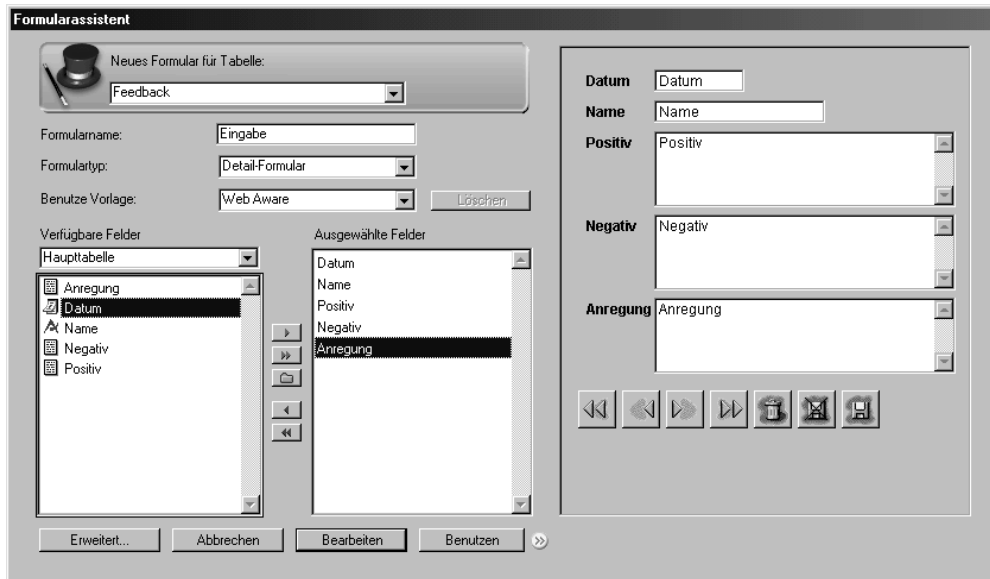 Formularassistent
Neues Formular für Tabelle:
Feedback
Formularname:
Eingabe
Formulartyp:
Detail-Formular
Benutze Vorlage:
Web Aware
Löschen
Verfügbare Felder
Haupttabelle
Anregung
Datum
Name
Negativ
Positiv
Ausgewählte Felder
Datum
Name
Positiv
Negativ
Anregung
Erweitert...
Abbrechen
Bearbeiten
Benutzen
Datum Datum
Name Name
Positiv Positiv
Negativ Negativ
Anregung Anregung